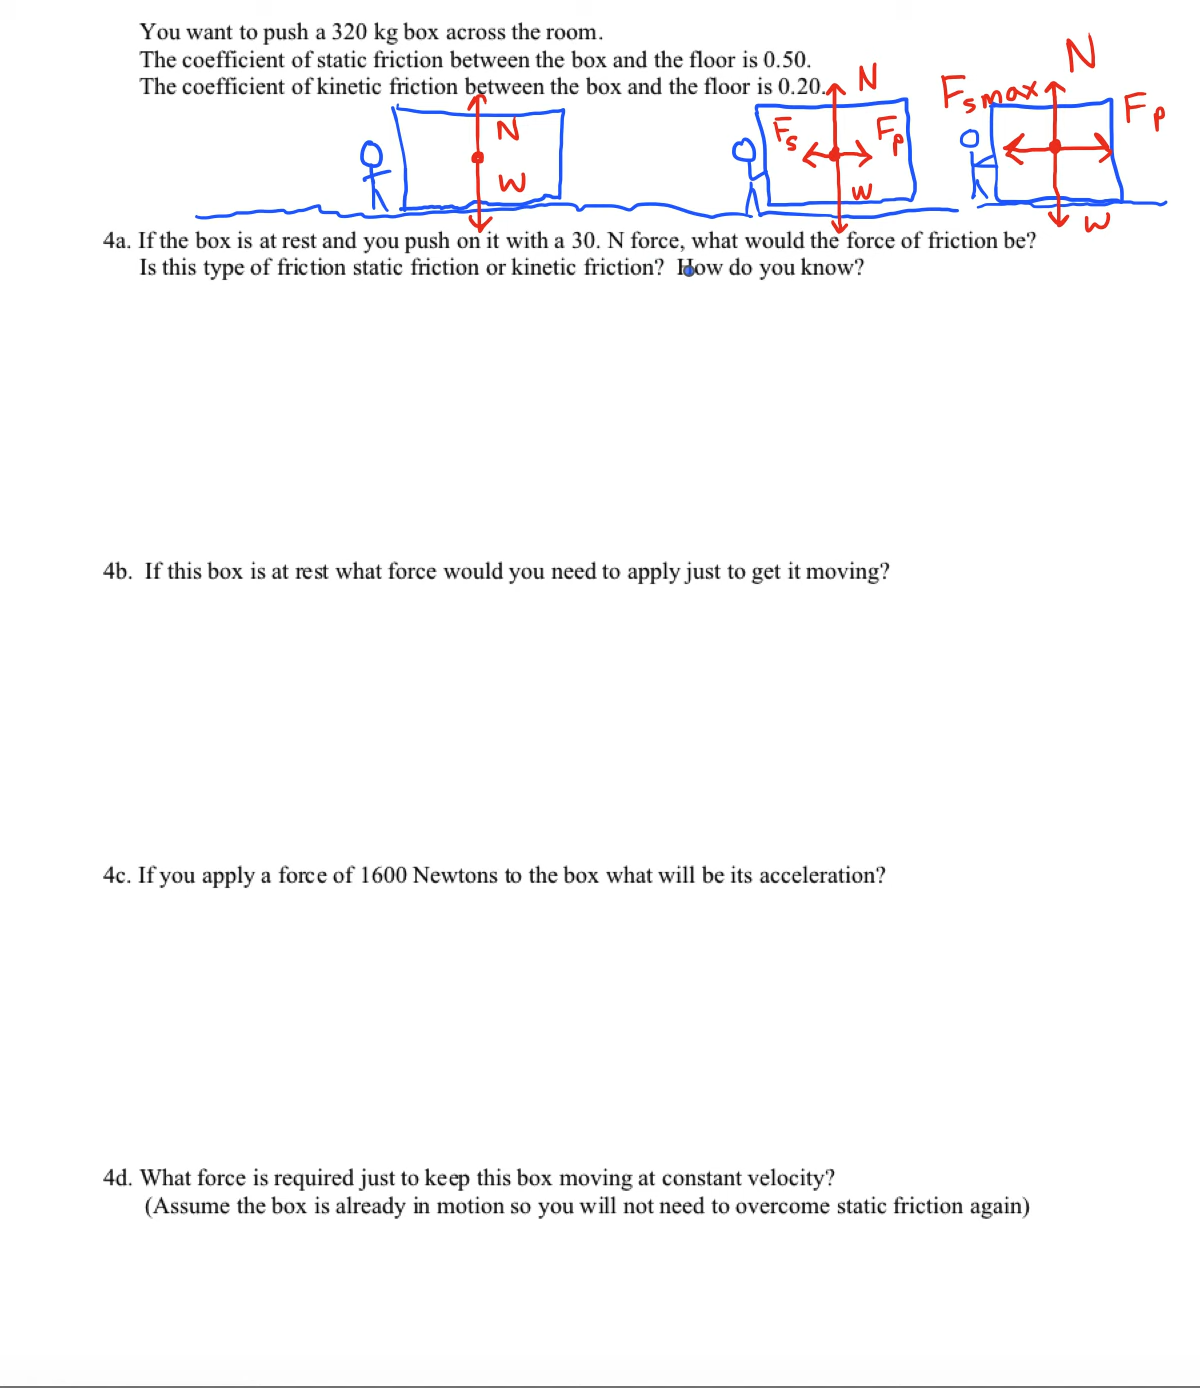 You want to push a 320 kg box across the room.
The coefficient of static friction between the box and the floor is 0.50.
The coefficient of kinetic friction between the box and the floor is 0.20.
N
W
N
Fs
Fp
W
N
Fsmax
Fp
W
4a. If the box is at rest and you push on it with a 30. N force, what would the force of friction be?
Is this type of friction static friction or kinetic friction? How do you know?
4b. If this box is at rest what force would you need to apply just to get it moving?
4c. If you apply a force of 1600 Newtons to the box what will be its acceleration?
4d. What force is required just to keep this box moving at constant velocity?
(Assume the box is already in motion so you will not need to overcome static friction again)